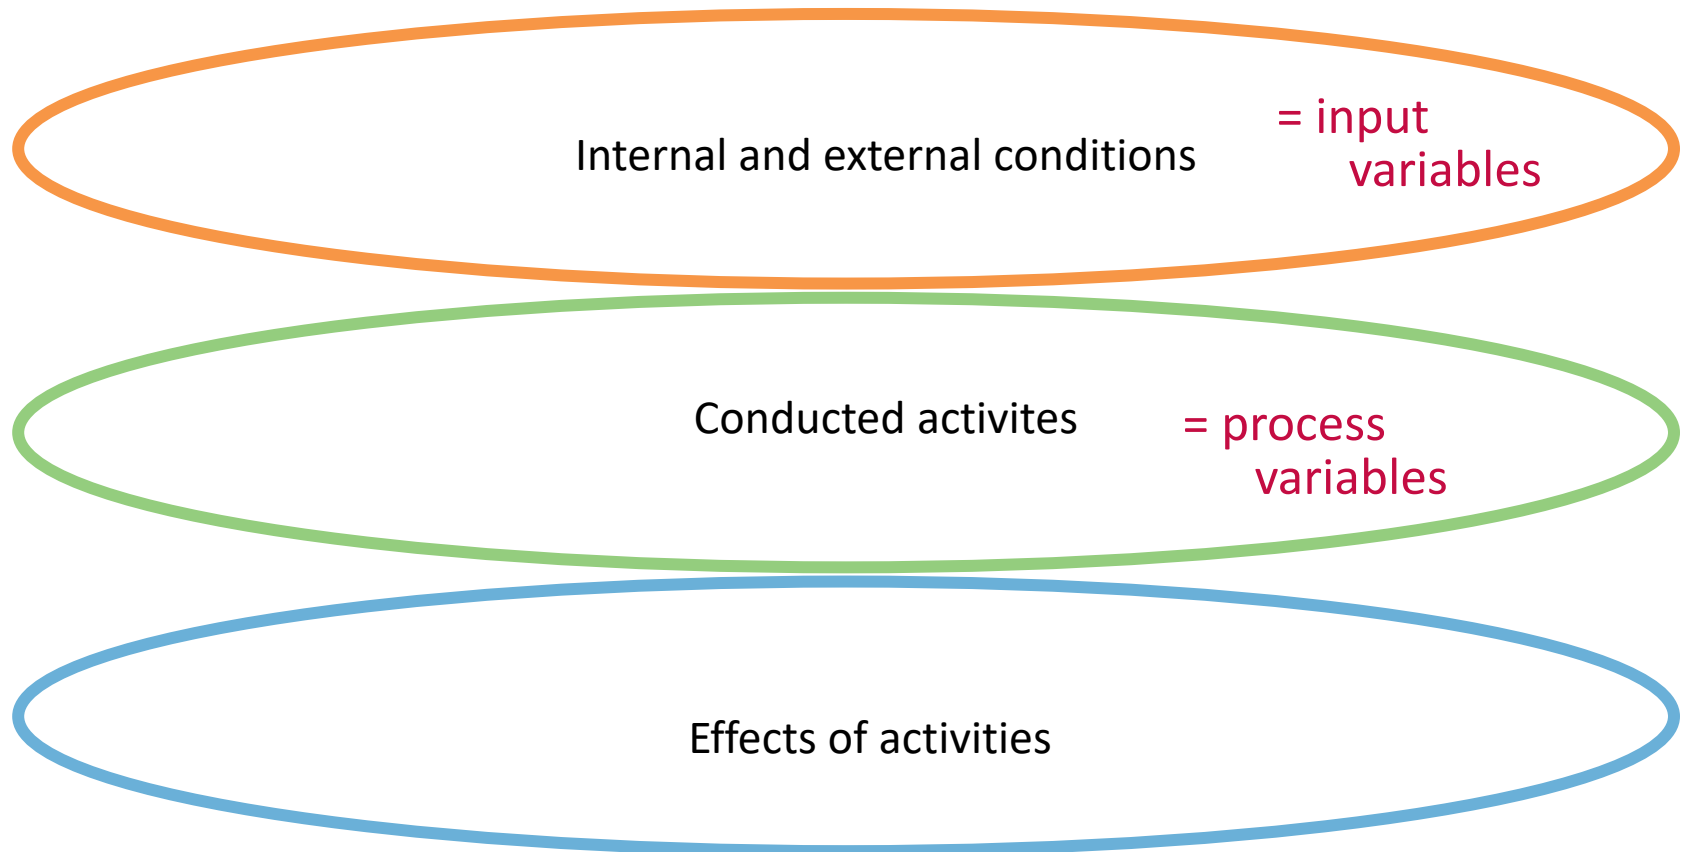 Internal and external conditions
= input
variables
Conducted activites
= process
variables
Effects of activities